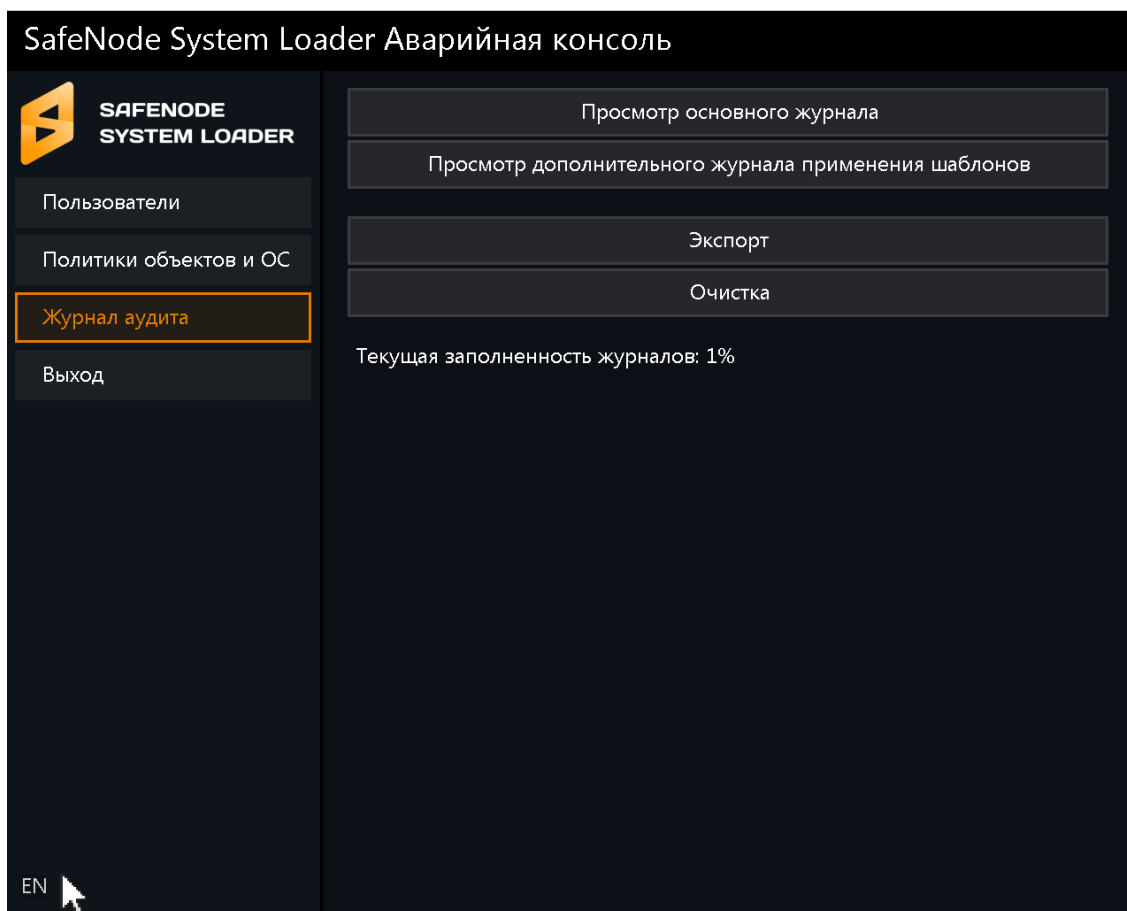 SafeNode System Loader Аварийная консоль
SAFENODE
SYSTEM LOADER
Пользователи
Политики объектов и ОС
Журнал аудита
Выход
Просмотр основного журнала
Просмотр дополнительного журнала применения шаблонов
Экспорт
Очистка
Текущая заполненность журналов: 1%
EN